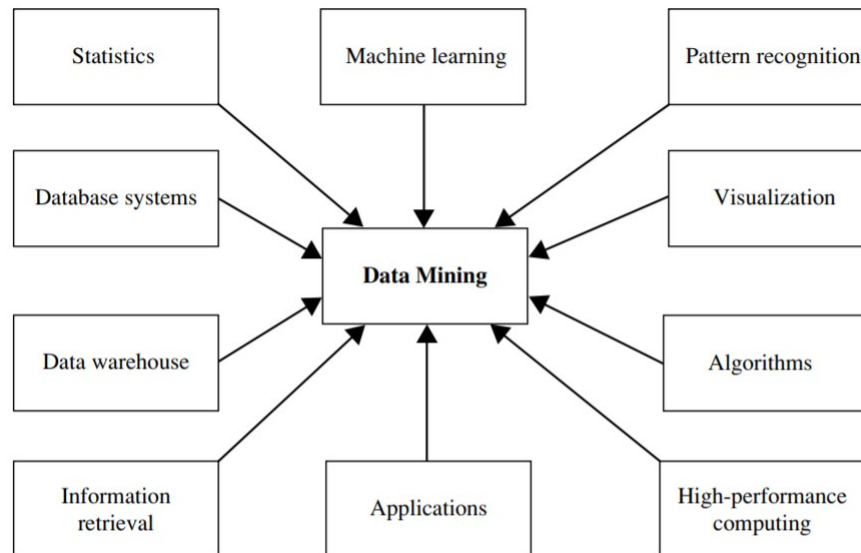 Statistics
Machine learning
Pattern recognition
Database systems
Visualization
Data Mining
Data warehouse
Algorithms
Information
retrieval
Applications
High-performance
computing